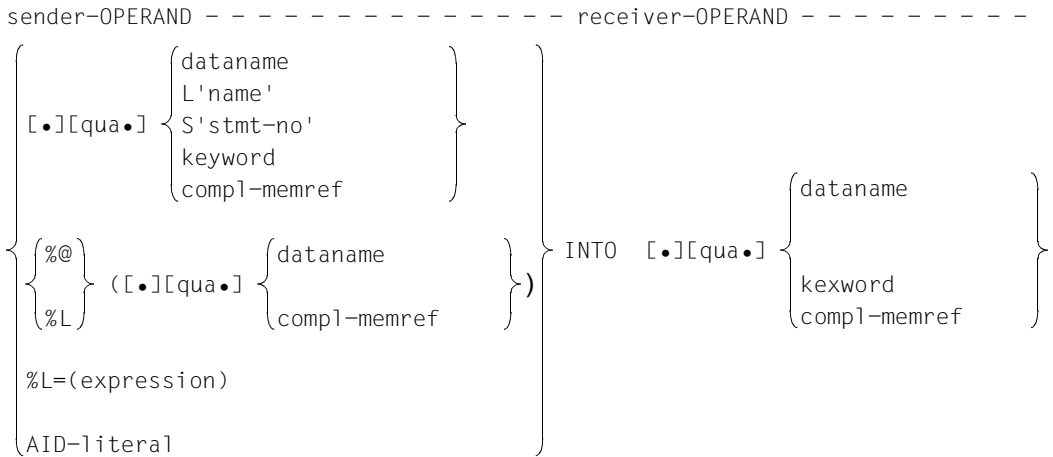 sender-OPERAND – – – – – – – – – – – – – – – receiver-OPERAND – – – – – – – – –
dataname
L'name'
[•][qua•] S'stmt-no'
keyword
compl-memref
dataname
%@ dataname INTO [•][qua•]
([•][qua•] ) kexword
%L compl-memref compl-memref
%L=(expression)
AID-literal